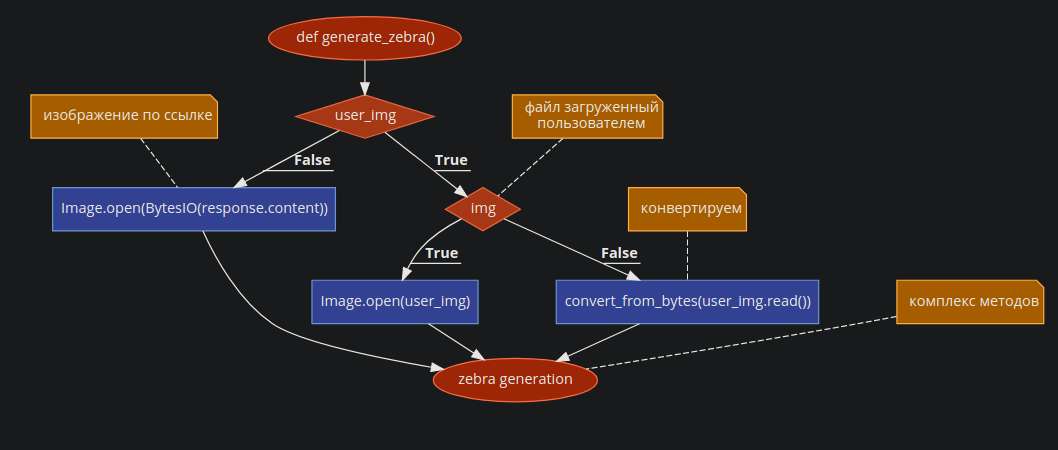 def generate_zebra()
изображение по ссылке
user_img
файл загруженный
пользователем
False
True
Image.open(BytesIO(response.content))
img
конвертируем
True
False
Image.open(user_img)
convert_from_bytes(user_img.read())
комплекс методов
zebra generation